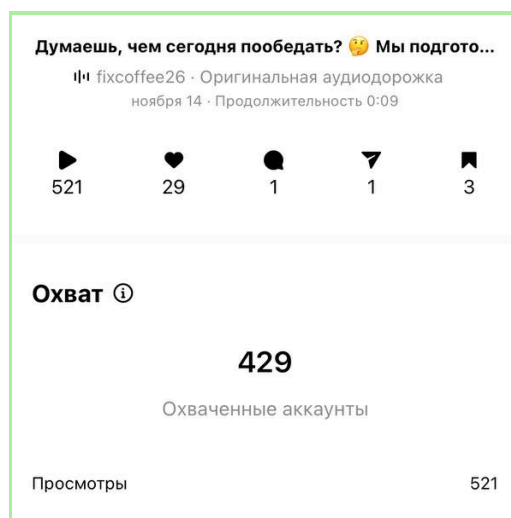 Думаешь, чем сегодня пообедать? 🤔 Мы подгото...
fixcoffee26 · Оригинальная аудиодорожка
ноября 14 · Продолжительность 0:09
521 29 1 1 3
Охват
429
Охваченные аккаунты
Просмотры 521